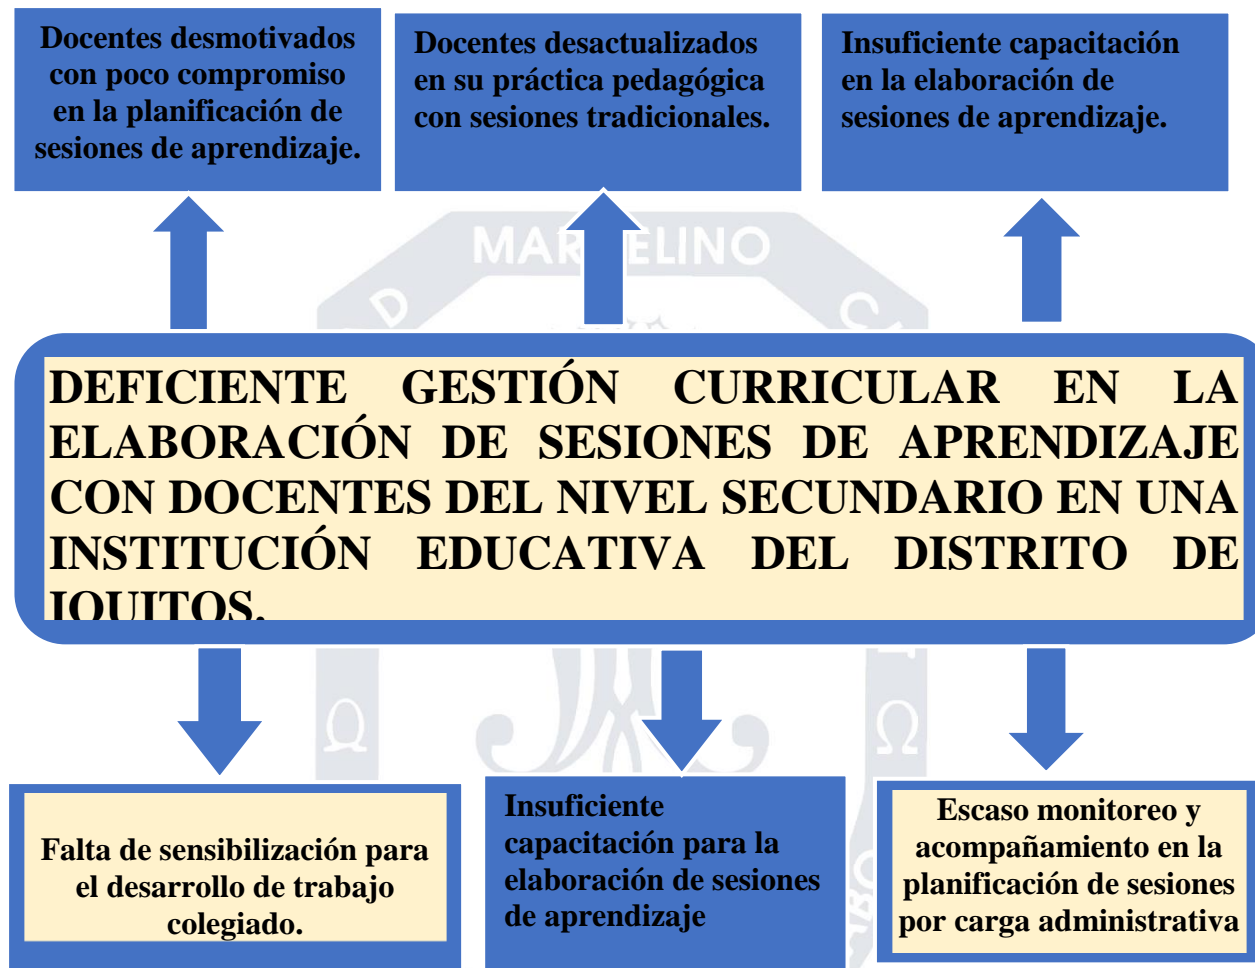 Docentes desmotivados
con poco compromiso
en la planificación de
sesiones de aprendizaje.
Docentes desactualizados
en su práctica pedagógica
con sesiones tradicionales.
Insuficiente capacitación
en la elaboración de
sesiones de aprendizaje.
MARCELINO
DEFICIENTE GESTIÓN CURRICULAR EN LA
ELABORACIÓN DE SESIONES DE APRENDIZAJE
CON DOCENTES DEL NIVEL SECUNDARIO EN UNA
INSTITUCIÓN EDUCATIVA DEL DISTRITO DE
IQUITOS.
Falta de sensibilización para
el desarrollo de trabajo
colegiado.
Insuficiente
capacitación para la
elaboración de sesiones
de aprendizaje
Escaso monitoreo y
acompañamiento en la
planificación de sesiones
por carga administrativa